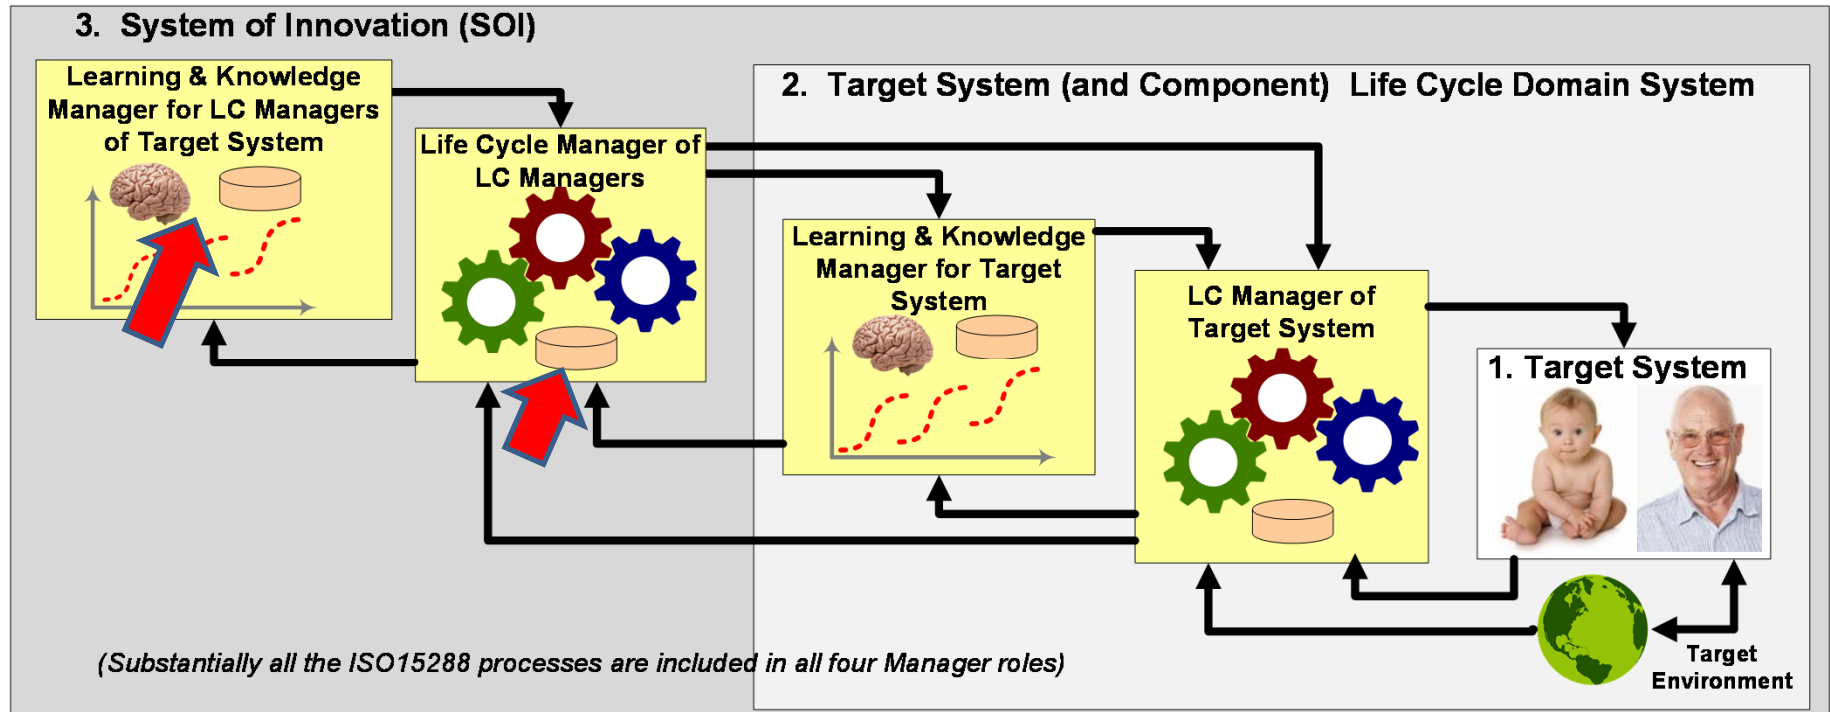 3. System of Innovation (SOI)
Learning & Knowledge
Manager for LC Managers
of Target System
2. Target System (and Component) Life Cycle Domain System
Life Cycle Manager of
LC Managers
Learning & Knowledge
Manager for Target
System
LC Manager of
Target System
1. Target System
(Substantially all the ISO15288 processes are included in all four Manager roles)
Target
Environment